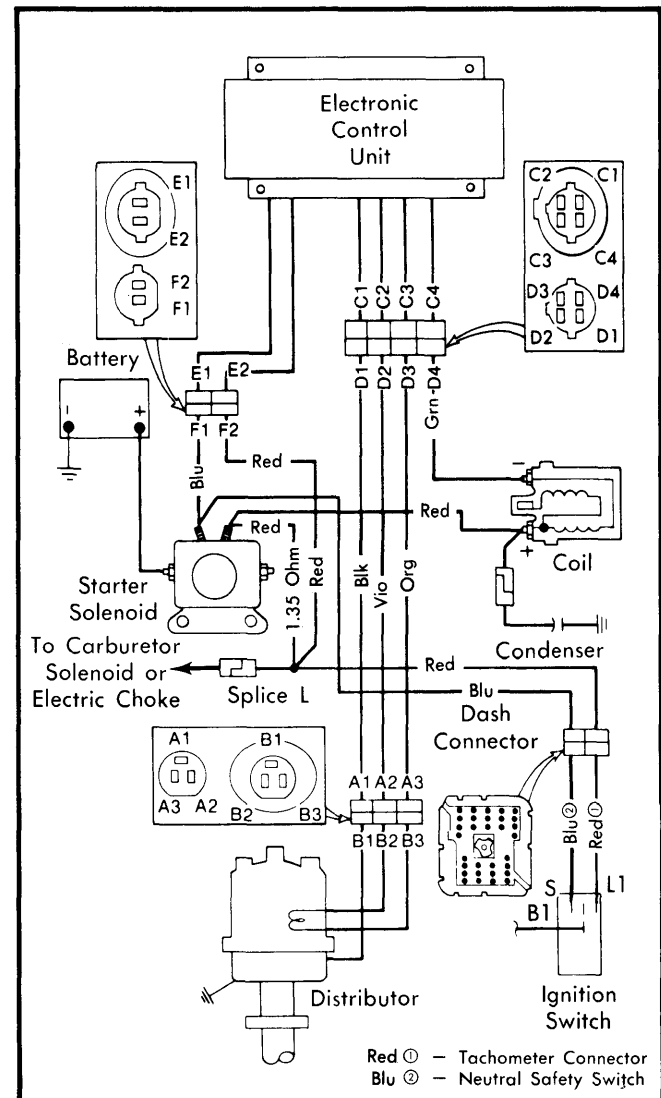 Electronic
Control
Unit
E1
E2
F2
F1
C2 C1
C3 C4
D3 D4
D2 D1
C1 C2 C3 C4
Battery
- +
E1 E2
F1 F2
D1 D2 D3 Grn-D4
Blu
Red
Red
Red
-
+
Coil
Starter
Solenoid
1.35 Ohm
Red
Blk
Vio
Org
Condenser
To Carburetor
Solenoid or
Electric Choke
Splice L
Red
Blu
Dash
Connector
A1
A3 A2
B1
B2 B3
A1 A2 A3
B1 B2 B3
Blu ②
Red ①
S L1
B1
Distributor
Ignition
Switch
Red ① – Tachometer Connector
Blu ② – Neutral Safety Switch